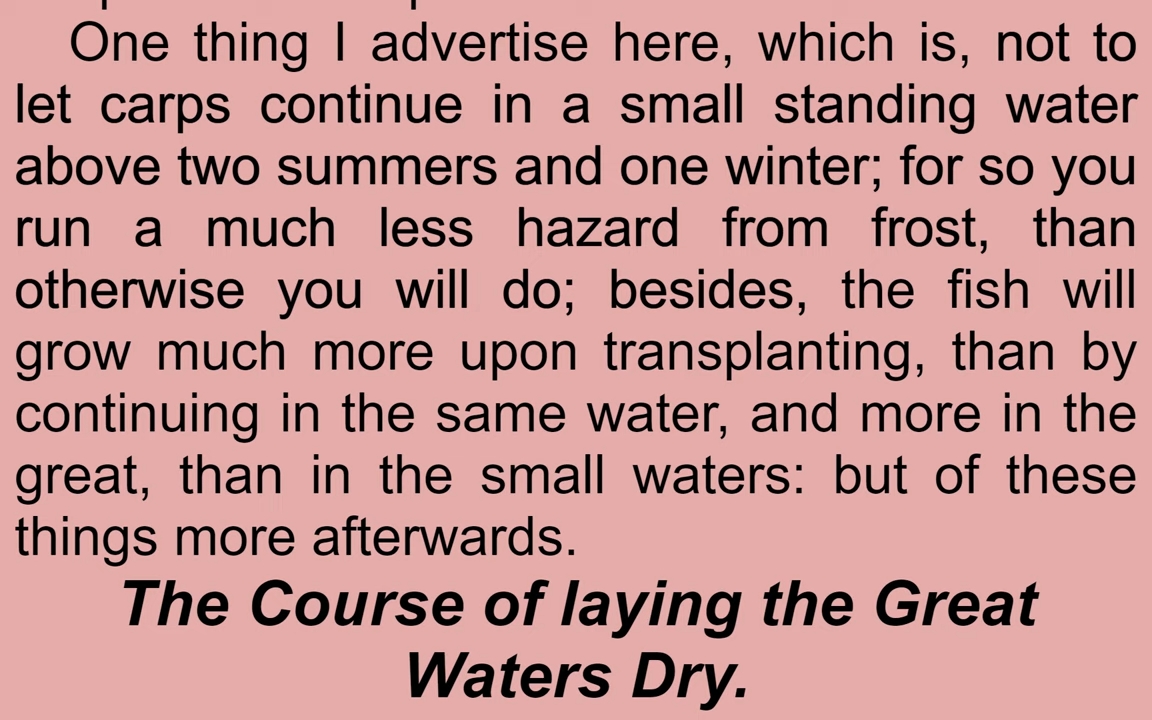 One thing I advertise here, which is, not to
let carps continue in a small standing water
above two summers and one winter; for so you
run a much less hazard from frost, than
otherwise you will do; besides, the fish will
grow much more upon transplanting, than by
continuing in the same water, and more in the
great, than in the small waters: but of these
things more afterwards.
The Course of laying the Great
Waters Dry.